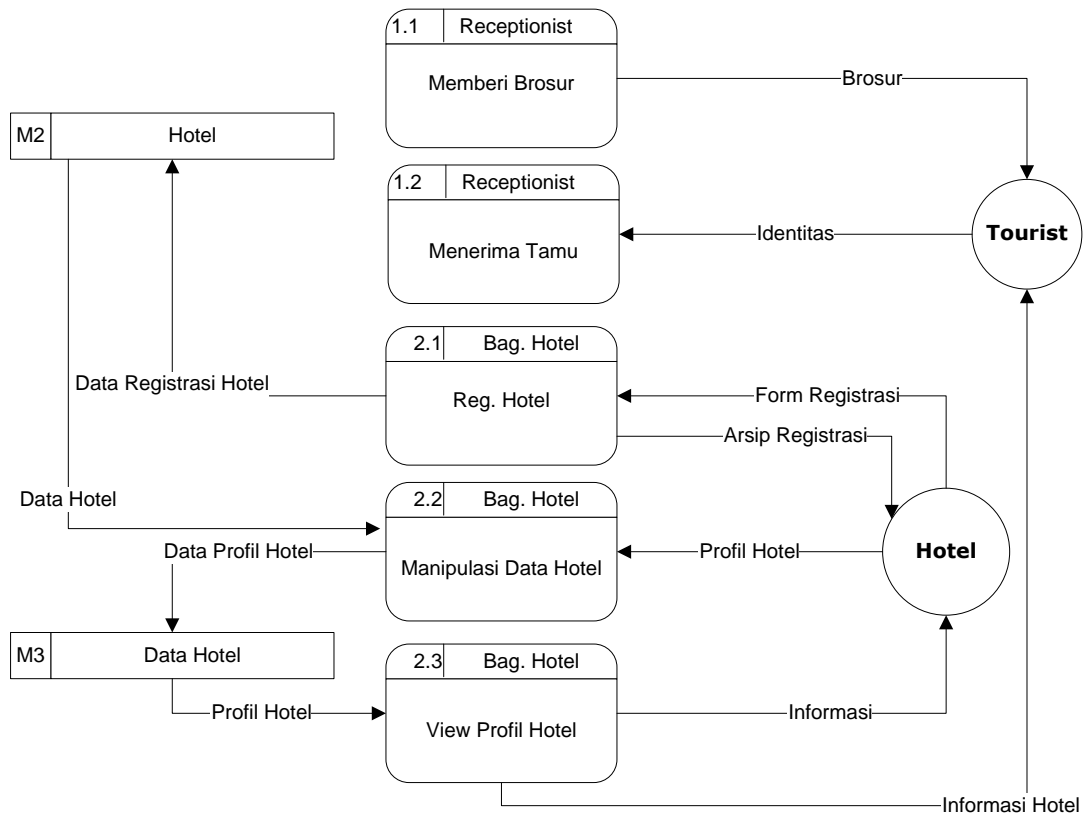 1.1 Receptionist
Memberi Brosur
Brosur
M2 Hotel
1.2 Receptionist
Menerima Tamu
Identitas
Tourist
2.1 Bag. Hotel
Reg. Hotel
Data Registrasi Hotel
Form Registrasi
Arsip Registrasi
Data Hotel
2.2 Bag. Hotel
Manipulasi Data Hotel
Data Profil Hotel
Profil Hotel
Hotel
M3 Data Hotel
2.3 Bag. Hotel
View Profil Hotel
Profil Hotel
Informasi
Informasi Hotel